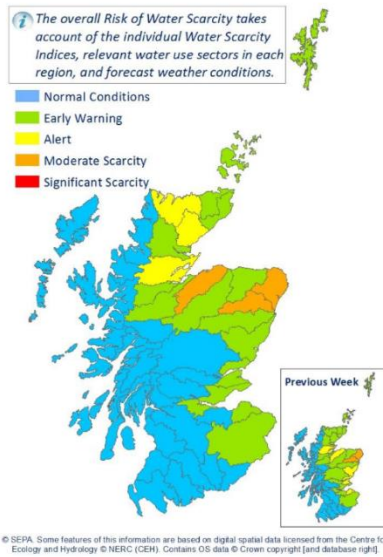 The overall Risk of Water Scarcity takes
account of the individual Water Scarcity
Indices, relevant water use sectors in each
region, and forecast weather conditions.
Normal Conditions
Early Warning
Alert
Moderate Scarcity
Significant Scarcity
Previous Week
© SEPA. Some features of this information are based on digital spatial data licensed from the Centre for
Ecology and Hydrology © NERC (CEH). Contains OS data © Crown copyright [and database right]